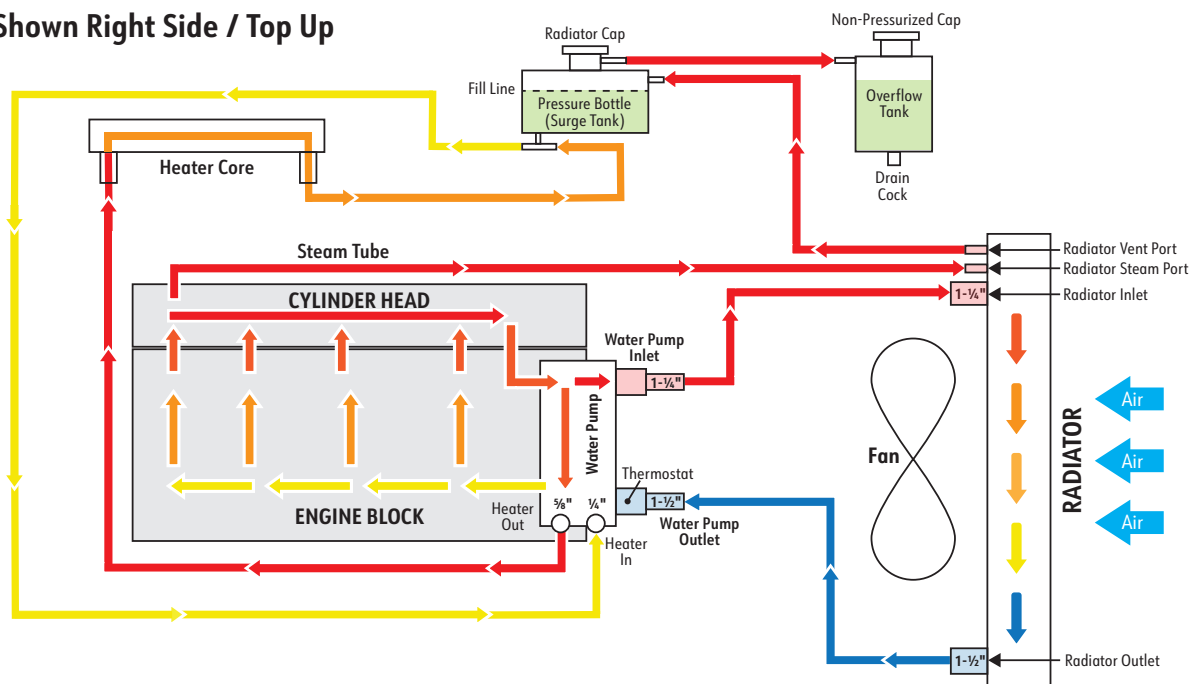 Shown Right Side / Top Up
Non-Pressurized Cap
Radiator Cap
Fill Line
Pressure Bottle
(Surge Tank)
Overflow
Tank
Drain
Cock
Heater Core
Steam Tube
Radiator Vent Port
Radiator Steam Port
Radiator Inlet
1-¼"
CYLINDER HEAD
Water Pump
Inlet
1-¼"
Water Pump
Fan
RADIATOR
Air
Air
Air
Thermostat
1-½"
Water Pump
Outlet
ENGINE BLOCK
Heater
Out
⅝"
¼"
Heater
In
1-½"
Radiator Outlet